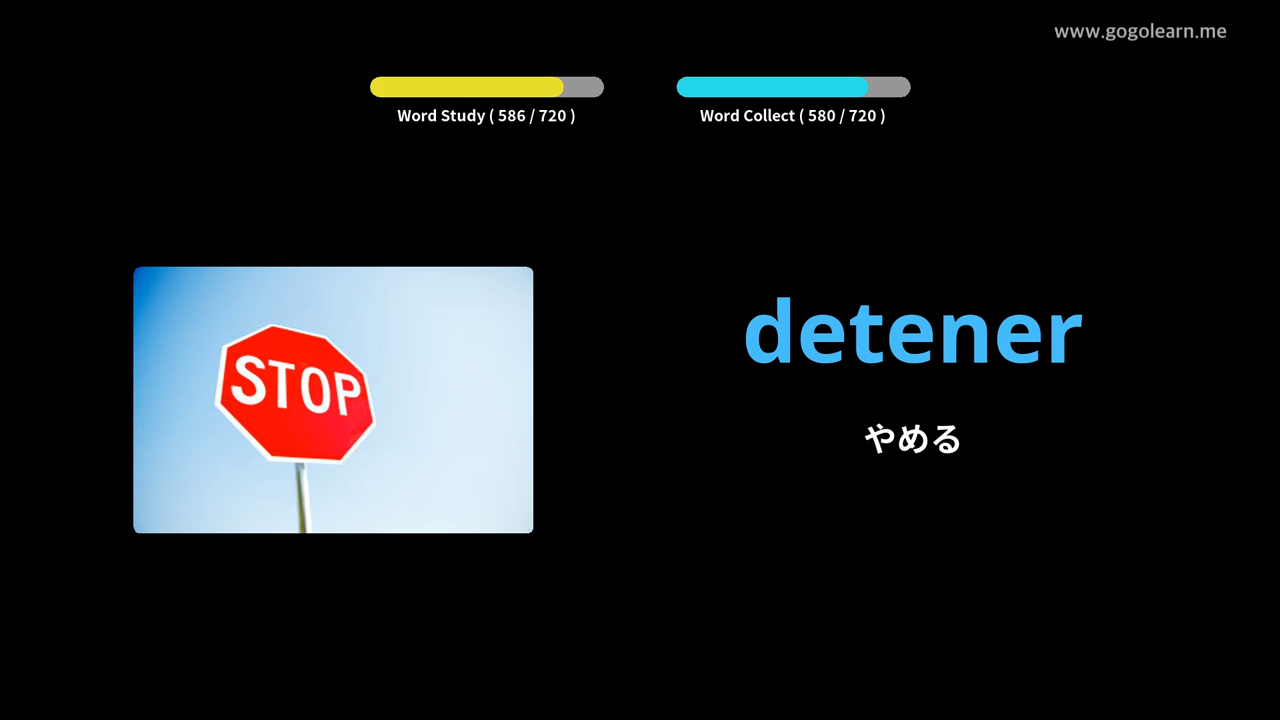 www.gogolearn.me
Word Study ( 586 / 720 )
Word Collect ( 580 / 720 )
STOP
detener
やめる